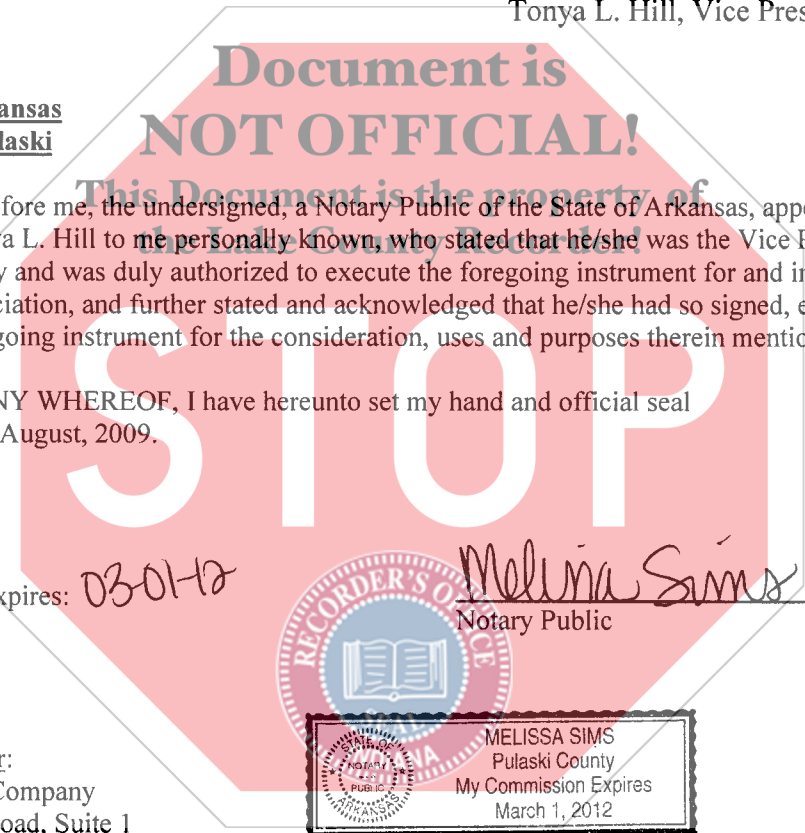 Tonya L. Hill, Vice Pres
Document is
NOT OFFICIAL!
This Document is the property of
the Lake County Recorder!
ansas
laski
fore me, the undersigned, a Notary Public of the State of Arkansas, appe
a L. Hill to me personally known, who stated that he/she was the Vice P
y and was duly authorized to execute the foregoing instrument for and in
ciation, and further stated and acknowledged that he/she had so signed, e
going instrument for the consideration, uses and purposes therein mentio
NY WHEREOF, I have hereunto set my hand and official seal
August, 2009.
STOP
xpires: 03-01-12
Melissa Sims
Notary Public
RECORDER'S OFFICE
SEAL
INDIANA
STATE OF
NOTARY
PUBLIC
ARKANSAS
MELISSA SIMS
Pulaski County
My Commission Expires
March 1, 2012
r:
Company
oad, Suite 1